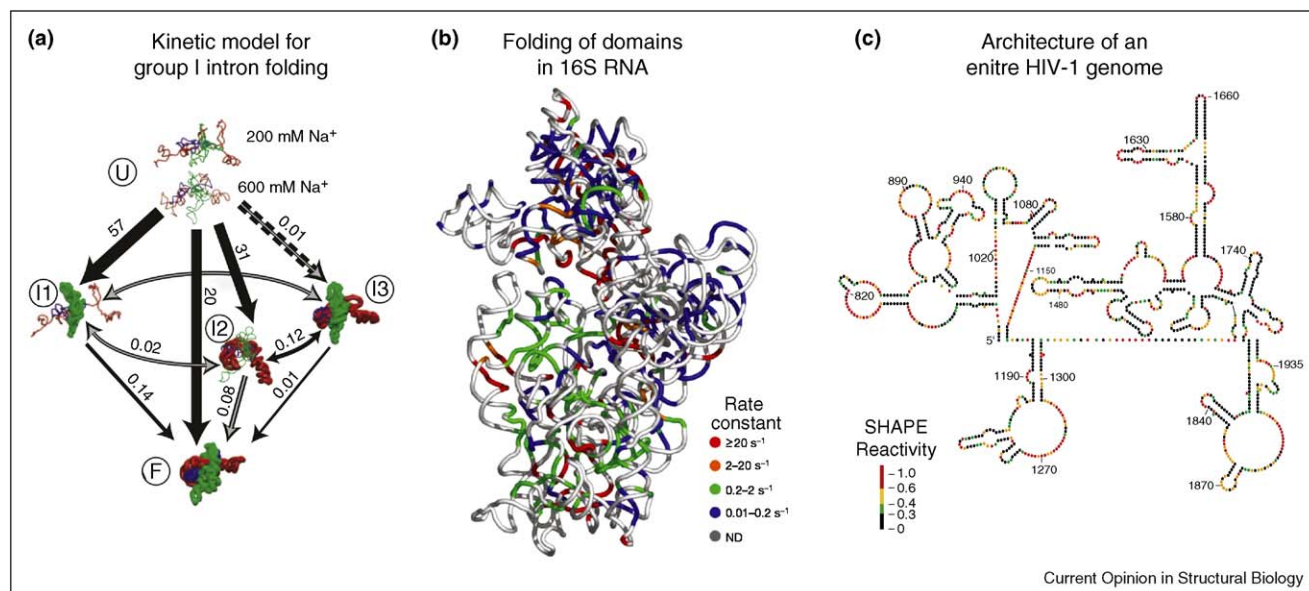 (a)
Kinetic model for
group I intron folding
200 mM Na⁺
U
600 mM Na⁺
57
31
0.01
20
I1
I3
I2
0.12
0.02
0.14
0.08
0.01
F
(b)
Folding of domains
in 16S RNA
Rate
constant
≥20 s⁻¹
2–20 s⁻¹
0.2–2 s⁻¹
0.01–0.2 s⁻¹
ND
(c)
Architecture of an
enitre HIV-1 genome
1660
1630
890
940
1080
1580
1020
1740
1150
820
1480
5'
1190
1300
1935
1840
1270
1870
SHAPE
Reactivity
1.0
0.6
0.4
0.3
0
Current Opinion in Structural Biology